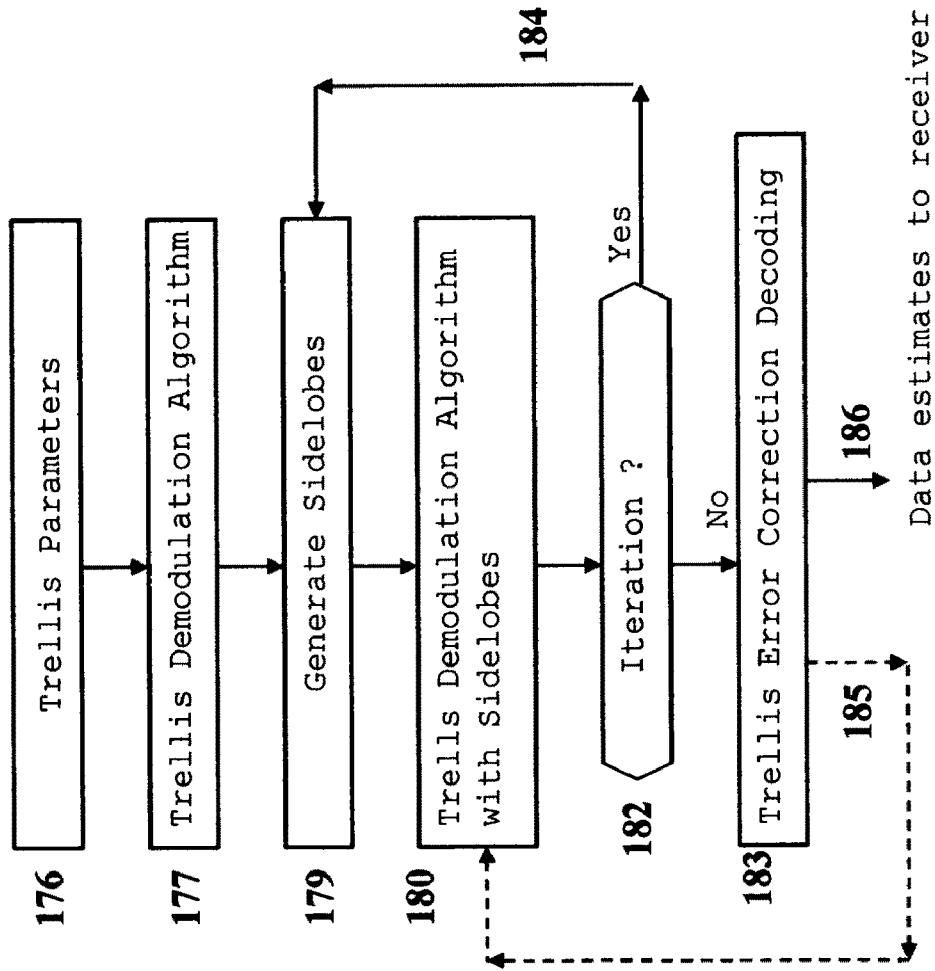 176
Trellis Parameters
177
Trellis Demodulation Algorithm
179
Generate Sidelobes
180
Trells Demodulation Algorithm
with Sidelobes
182
Iteration ?
Yes
184
No
183
Trellis Error Correction Decoding
185
186
Data estimates to receiver